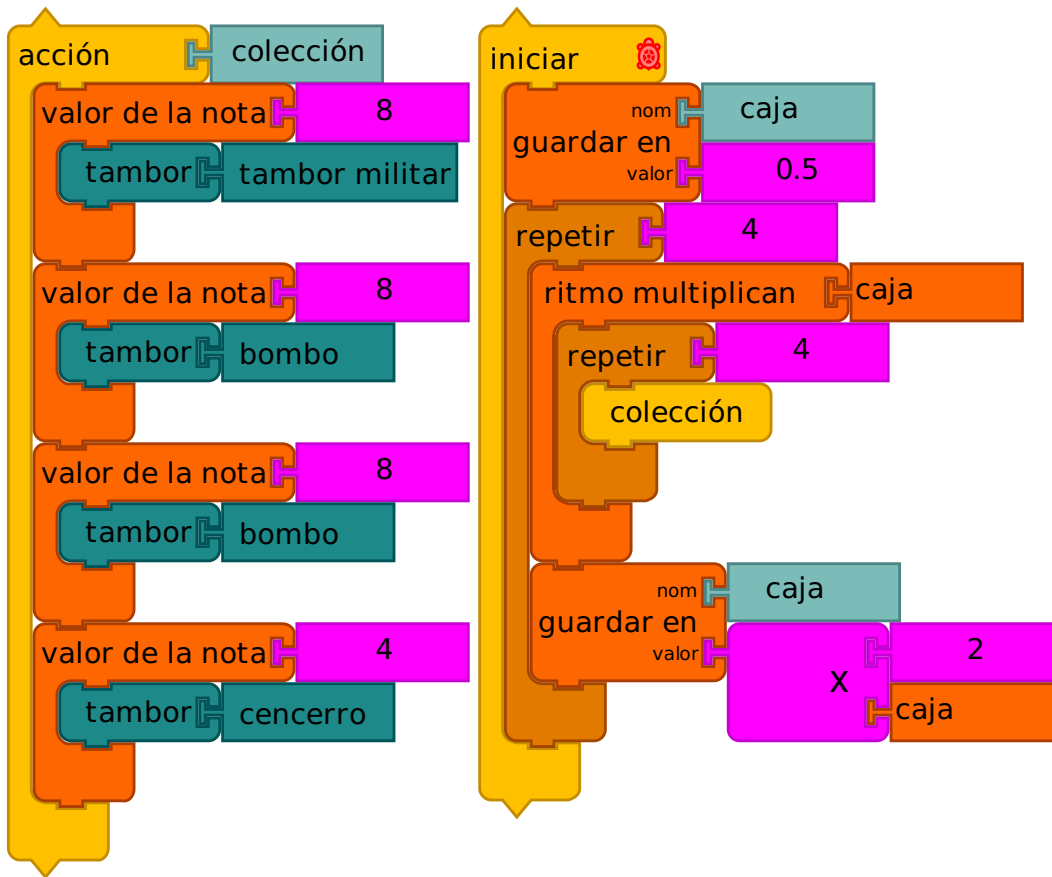 acción colección
valor de la nota 8
tambor tambor militar
valor de la nota 8
tambor bombo
valor de la nota 8
tambor bombo
valor de la nota 4
tambor cencerro
iniciar
nom caja
guardar en
valor 0.5
repetir 4
ritmo multiplican caja
repetir 4
colección
nom caja
guardar en
valor x 2
caja